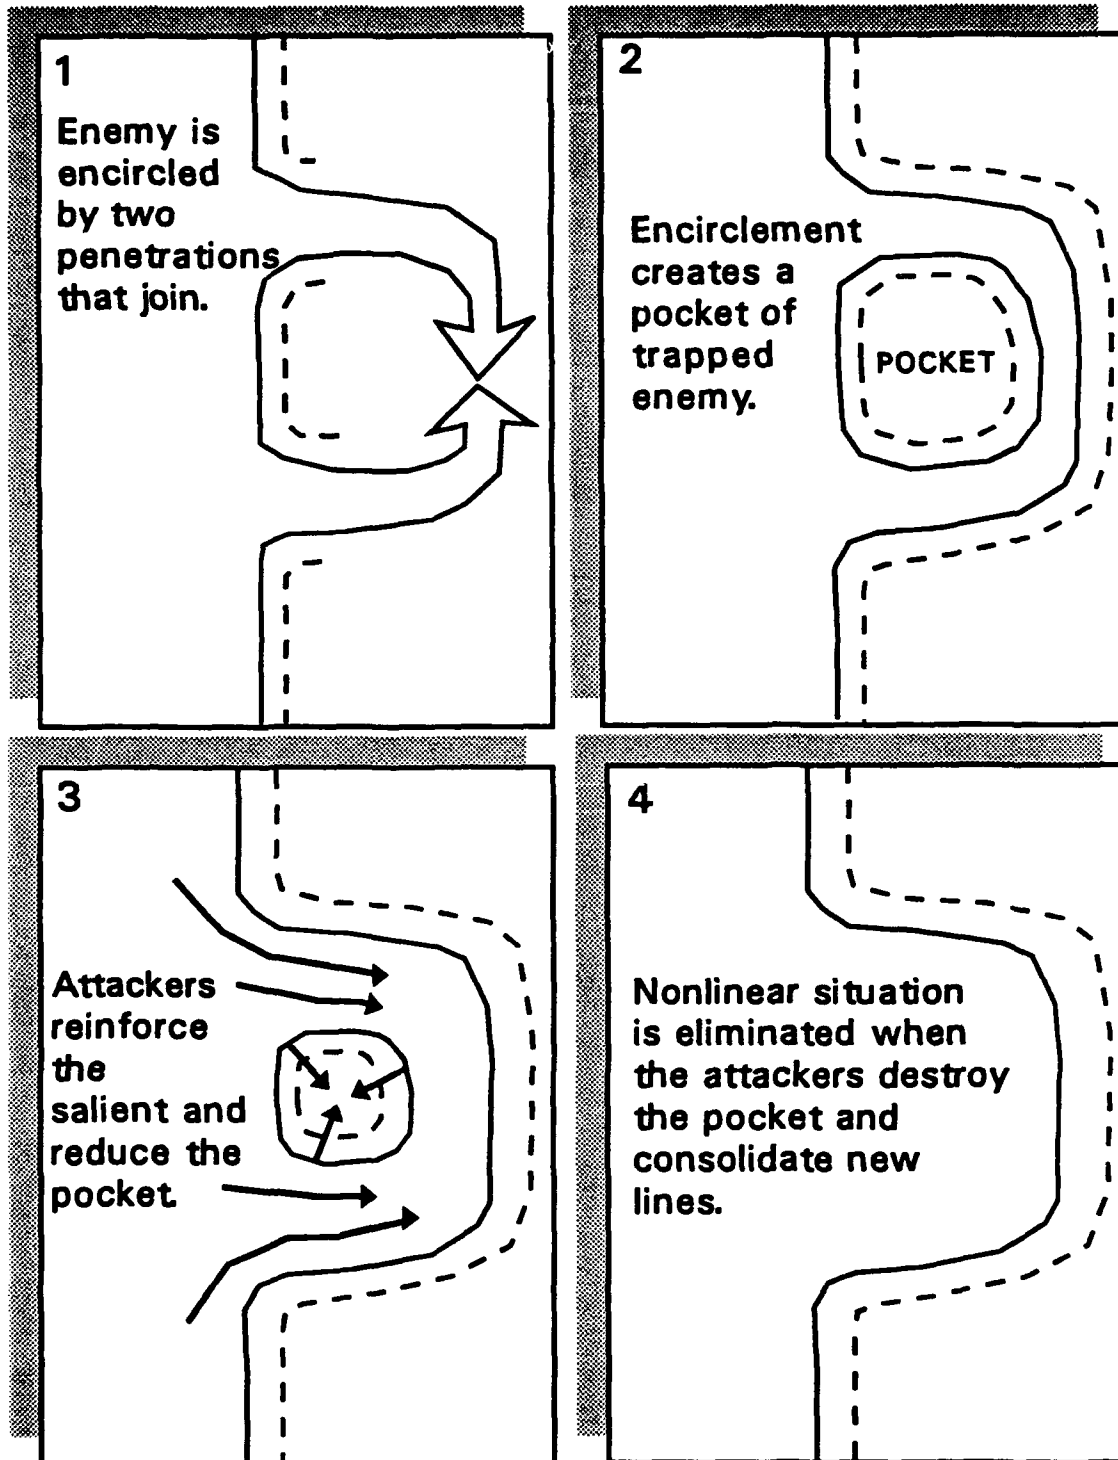 1
Enemy is
encircled
by two
penetrations
that join.
2
Encirclement
creates a
pocket of
trapped
enemy.
POCKET
3
Attackers
reinforce
the
salient and
reduce the
pocket.
4
Nonlinear situation
is eliminated when
the attackers destroy
the pocket and
consolidate new
lines.